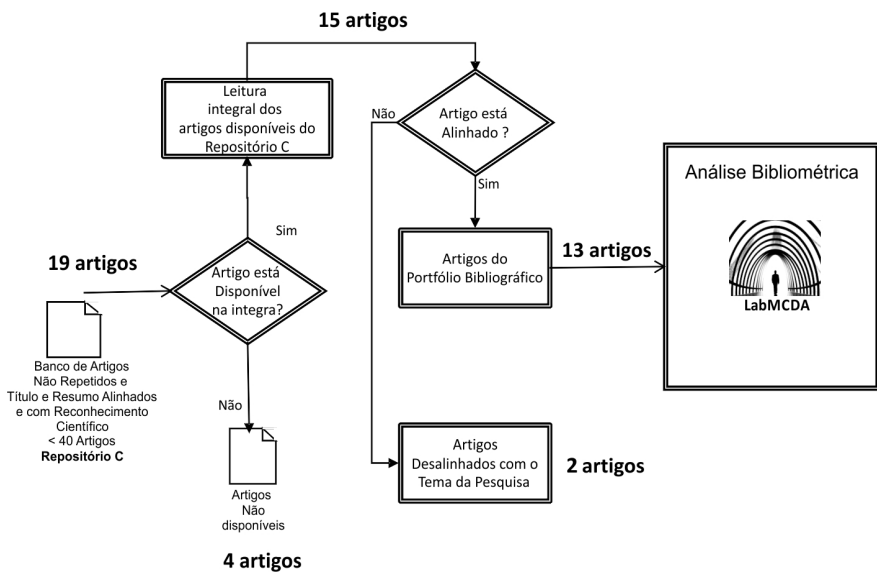 15 artigos
Leitura
integral dos
artigos disponíveis do
Repositório C
Não
Artigo está
Alinhado ?
Sim
Sim
19 artigos
Artigo está
Disponível
na integra?
Banco de Artigos
Não Repetidos e
Título e Resumo Alinhados
e com Reconhecimento
Científico
< 40 Artigos
Repositório C
Não
Artigos
Não
disponíveis
4 artigos
Artigos do
Portfólio Bibliográfico
13 artigos
Artigos
Desalinhados com o
Tema da Pesquisa
2 artigos
Análise Bibliométrica
LabMCDA